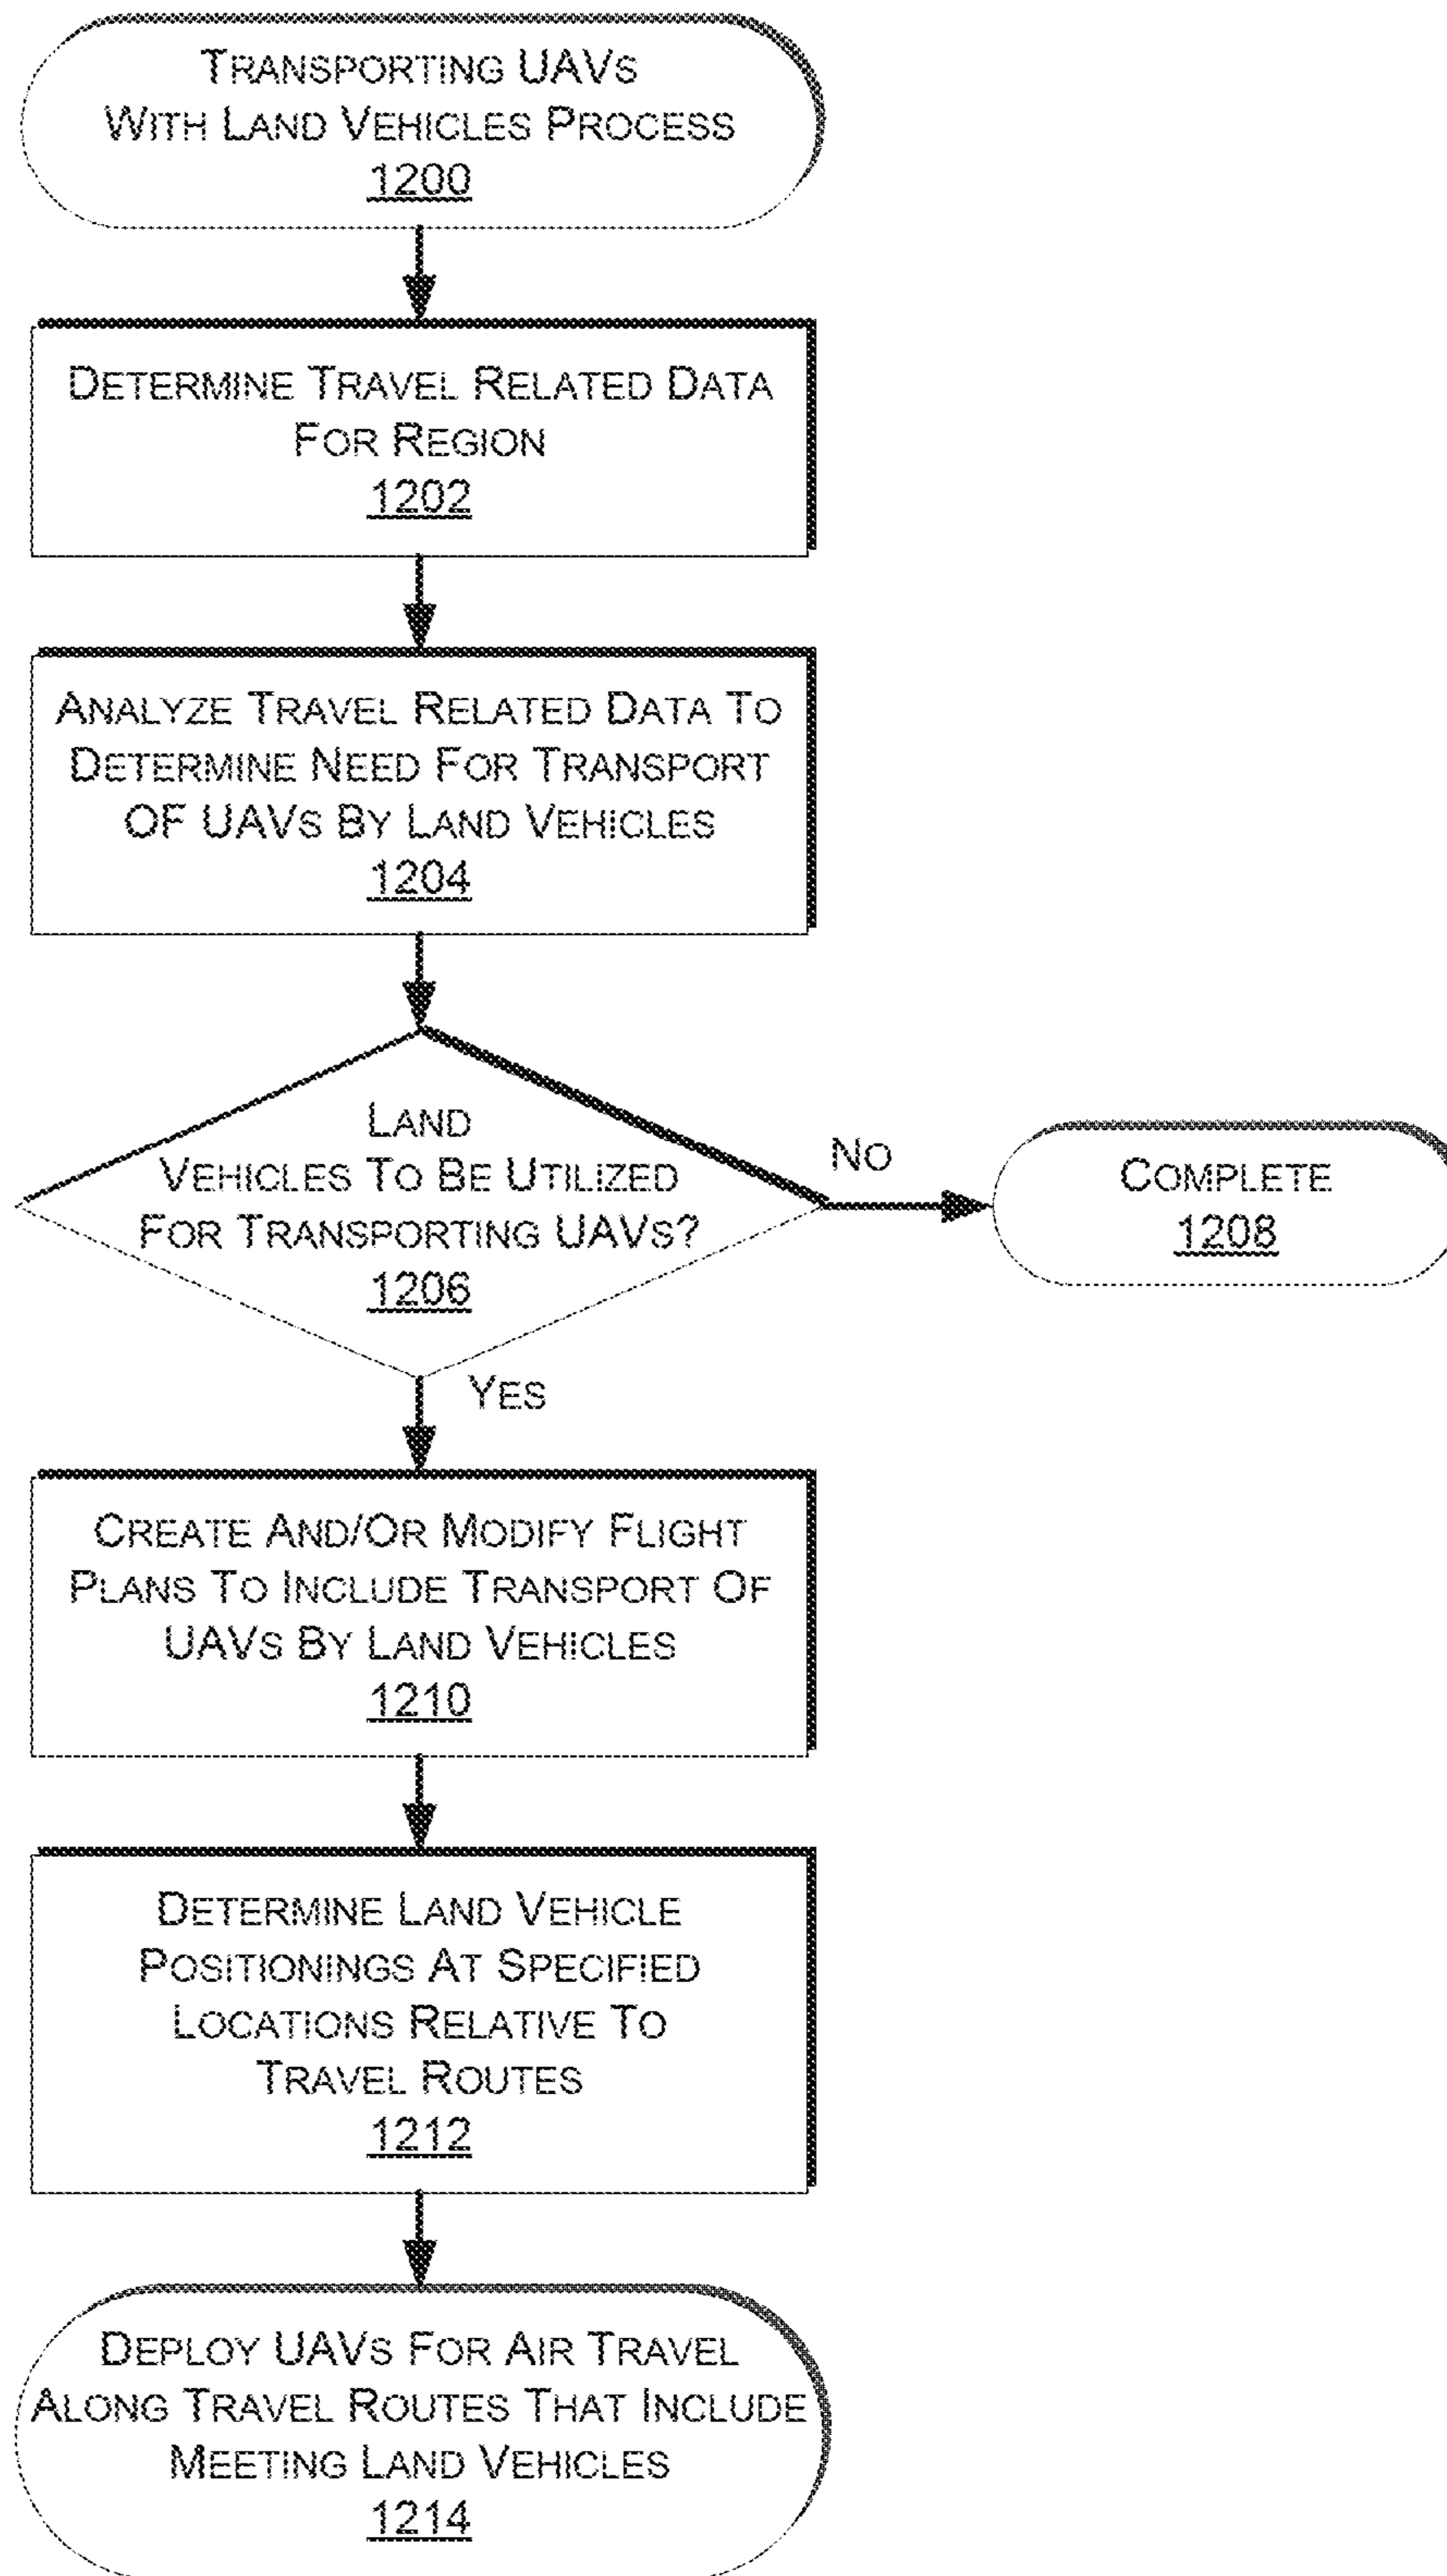 TRANSPORTING UAVS
WITH LAND VEHICLES PROCESS
1200
DETERMINE TRAVEL RELATED DATA
FOR REGION
1202
ANALYZE TRAVEL RELATED DATA TO
DETERMINE NEED FOR TRANSPORT
OF UAVS BY LAND VEHICLES
1204
LAND
VEHICLES TO BE UTILIZED
FOR TRANSPORTING UAVS?
1206
NO
COMPLETE
1208
YES
CREATE AND/OR MODIFY FLIGHT
PLANS TO INCLUDE TRANSPORT OF
UAVS BY LAND VEHICLES
1210
DETERMINE LAND VEHICLE
POSITIONINGS AT SPECIFIED
LOCATIONS RELATIVE TO
TRAVEL ROUTES
1212
DEPLOY UAVS FOR AIR TRAVEL
ALONG TRAVEL ROUTES THAT INCLUDE
MEETING LAND VEHICLES
1214